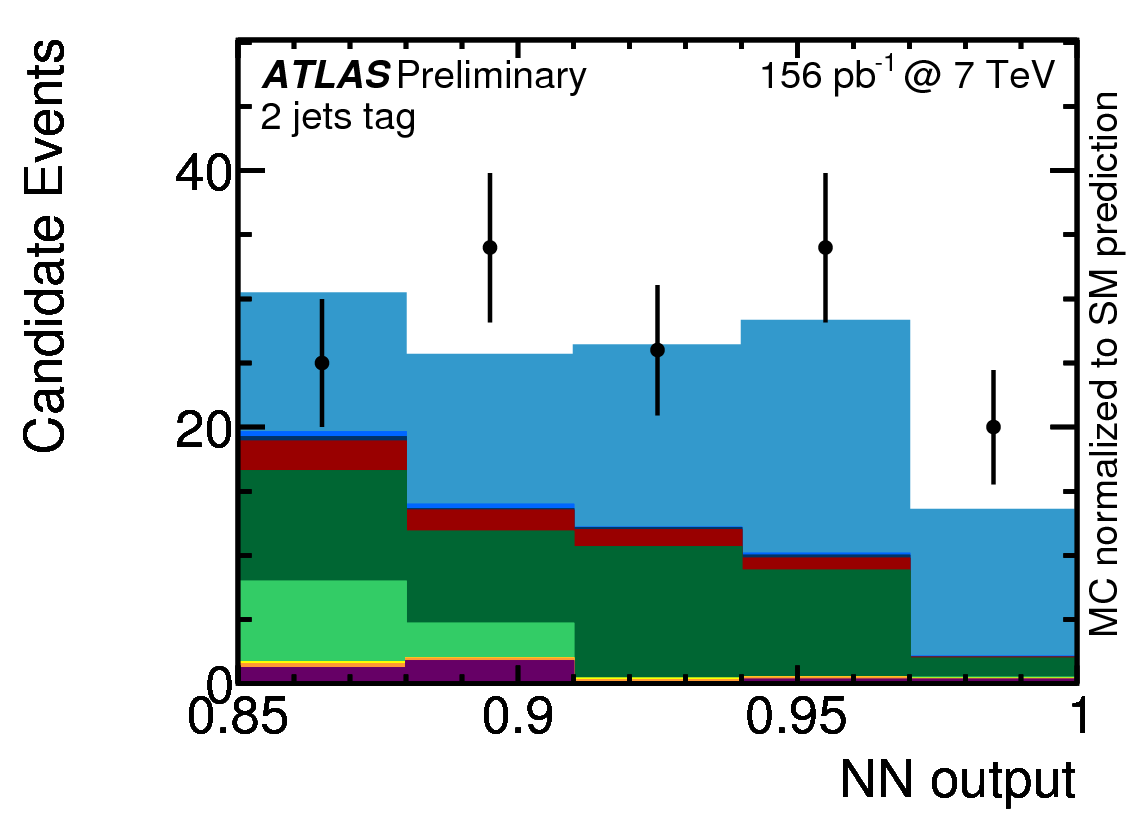 Candidate Events
ATLAS Preliminary
156 pb-1 @ 7 TeV
2 jets tag
40
20
0
0.85
0.9
0.95
1
NN output
MC normalized to SM prediction